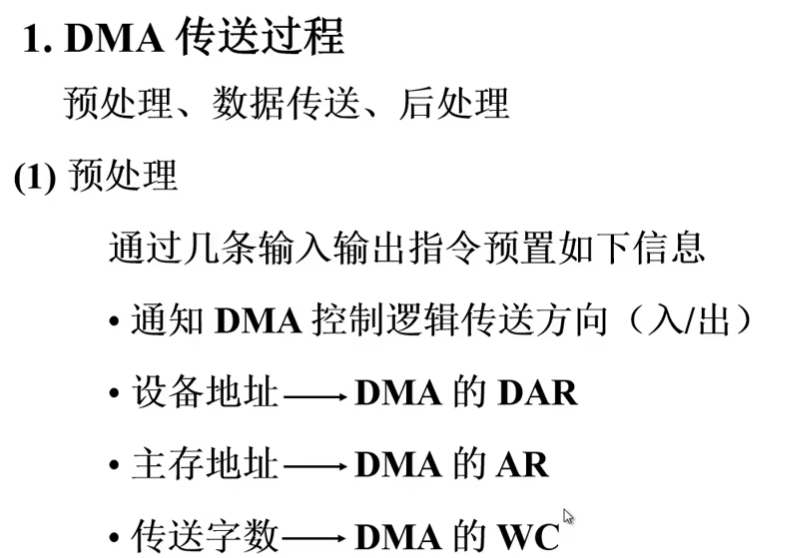 1. DMA 传送过程
预处理、数据传送、后处理
(1) 预处理
通过几条输入输出指令预置如下信息
• 通知 DMA 控制逻辑传送方向（入/出）
• 设备地址⟶DMA 的 DAR
• 主存地址⟶DMA 的 AR
• 传送字数⟶DMA 的 WC